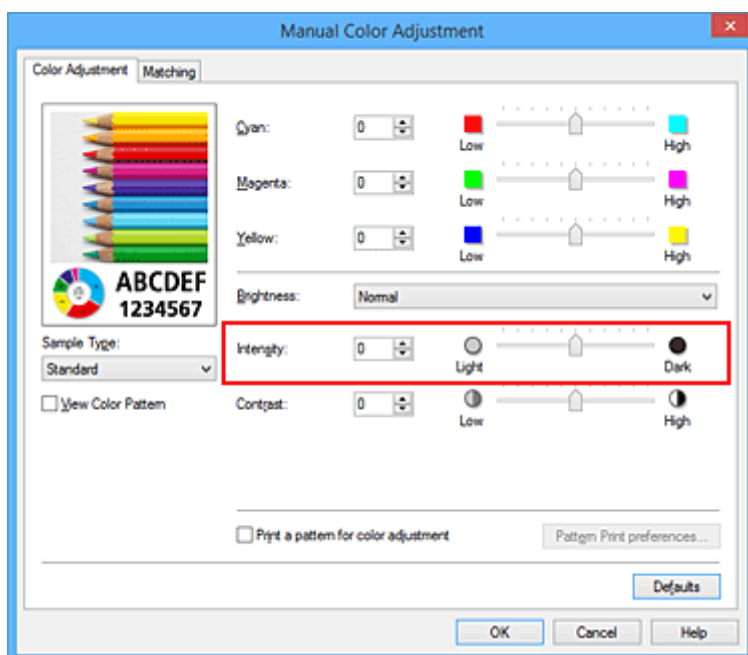 Manual Color Adjustment
Color Adjustment Matching
Cyan: 0 Low High
Magenta: 0 Low High
Yellow: 0 Low High
ABCDEF
1234567
Brightness: Normal
Sample Type:
Standard
Intensity: 0 Light Dark
View Color Pattern
Contrast: 0 Low High
Print a pattern for color adjustment Pattern Print preferences...
Defaults
OK Cancel Help